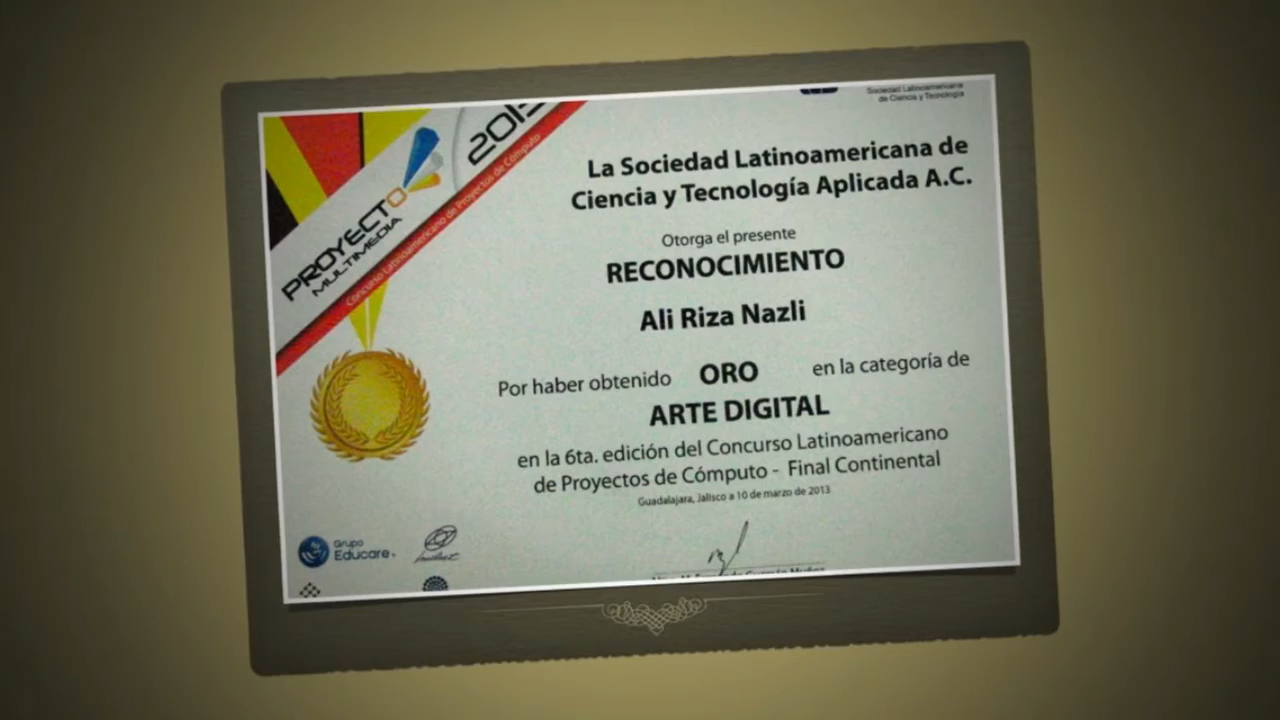 Sociedad Latinoamericana
de Ciencia y Tecnología
2013
PROYECTO
MULTIMEDIA
Concurso Latinoamericano de Proyectos de Cómputo
La Sociedad Latinoamericana de
Ciencia y Tecnología Aplicada A.C.
Otorga el presente
RECONOCIMIENTO
Ali Riza Nazli
Por haber obtenido ORO en la categoría de
ARTE DIGITAL
en la 6ta. edición del Concurso Latinoamericano
de Proyectos de Cómputo - Final Continental
Guadalajara, Jalisco a 10 de marzo de 2013
Grupo
Educare